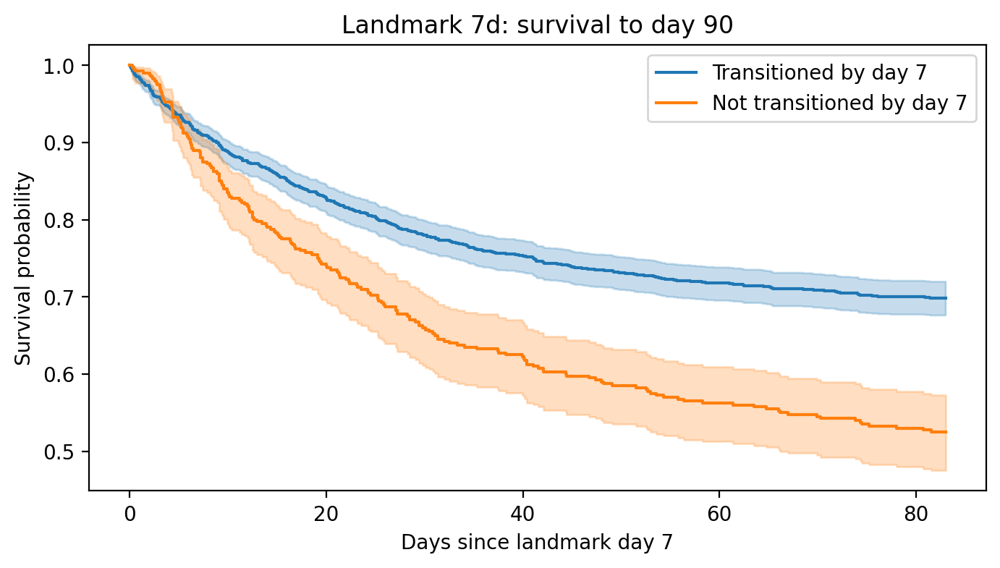 Landmark 7d: survival to day 90
Transitioned by day 7
Not transitioned by day 7
Survival probability
1.0
0.9
0.8
0.7
0.6
0.5
0 20 40 60 80
Days since landmark day 7